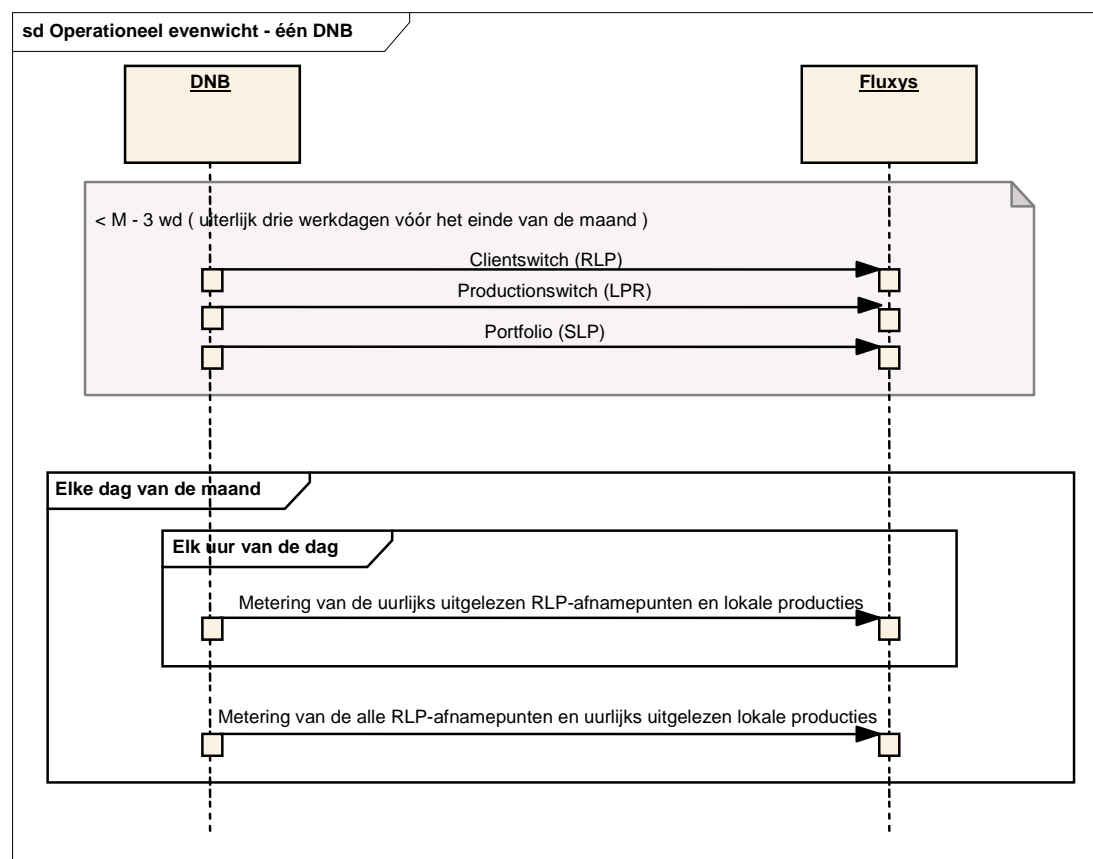 sd Operationeel evenwicht - één DNB
DNB
Fluxys
< M - 3 wd ( uiterlijk drie werkdagen vóór het einde van de maand )
Clientswitch (RLP)
Productionswitch (LPR)
Portfolio (SLP)
Elke dag van de maand
Elk uur van de dag
Metering van de uurlijks uitgelezen RLP-afnamepunten en lokale producties
Metering van de alle RLP-afnamepunten en uurlijks uitgelezen lokale producties